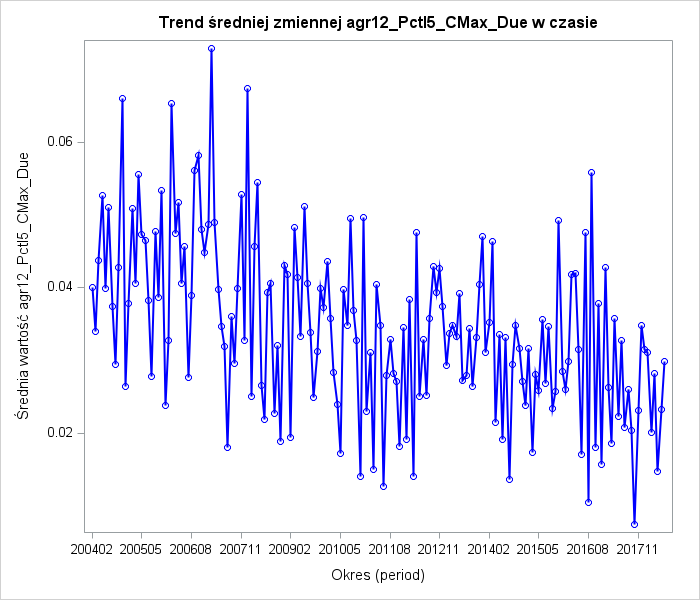 Trend średniej zmiennej agr12_Pctl5_CMax_Due w czasie
Średnia wartość agr12_Pctl5_CMax_Due
0.06
0.04
0.02
200402 200505 200608 200711 200902 201005 201108 201211 201402 201505 201608 201711
Okres (period)